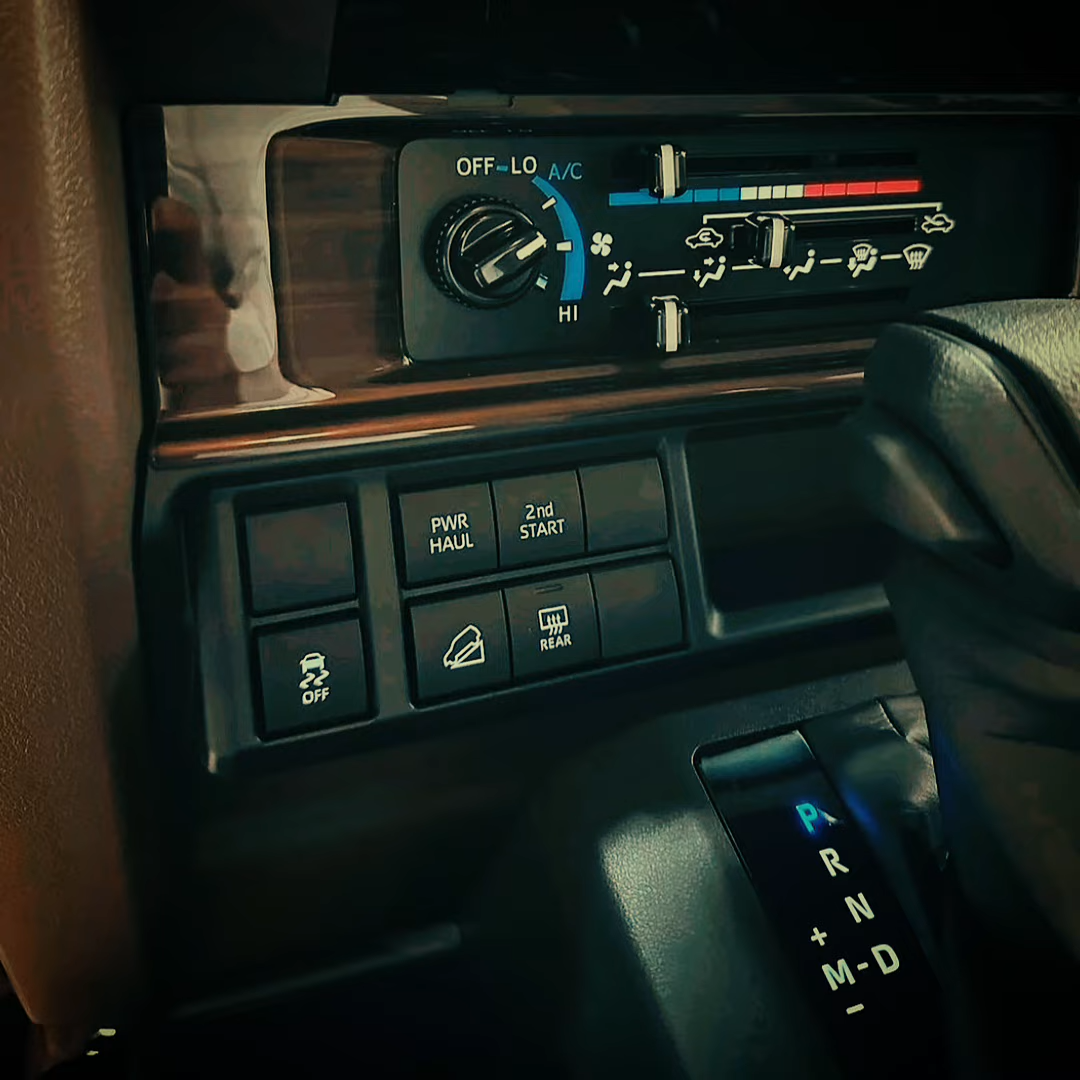 OFF-LO A/C
HI
PWR
HAUL
2nd
START
REAR
OFF
P
R
N
+
M-D
-